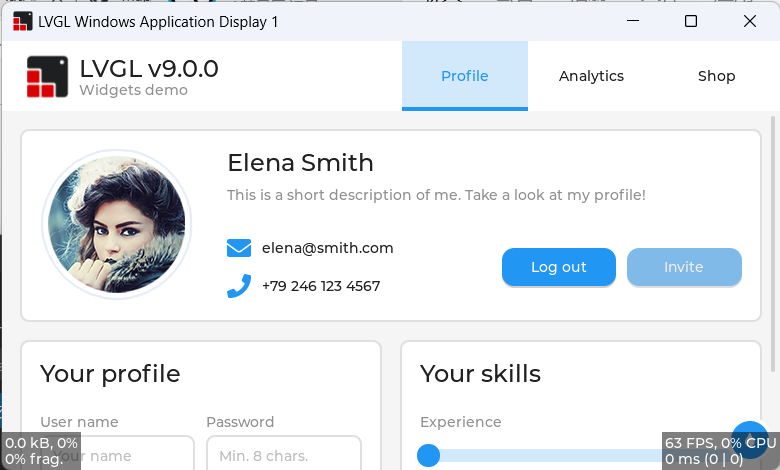 LVGL Windows Application Display 1
LVGL v9.0.0
Widgets demo
Profile
Analytics
Shop
Elena Smith
This is a short description of me. Take a look at my profile!
elena@smith.com
+79 246 123 4567
Log out
Invite
Your profile
Your skills
User name
Password
Experience
name
Min. 8 chars.
0.0 kB, 0%
0% frag.
63 FPS, 0% CPU
0 ms (0 | 0)